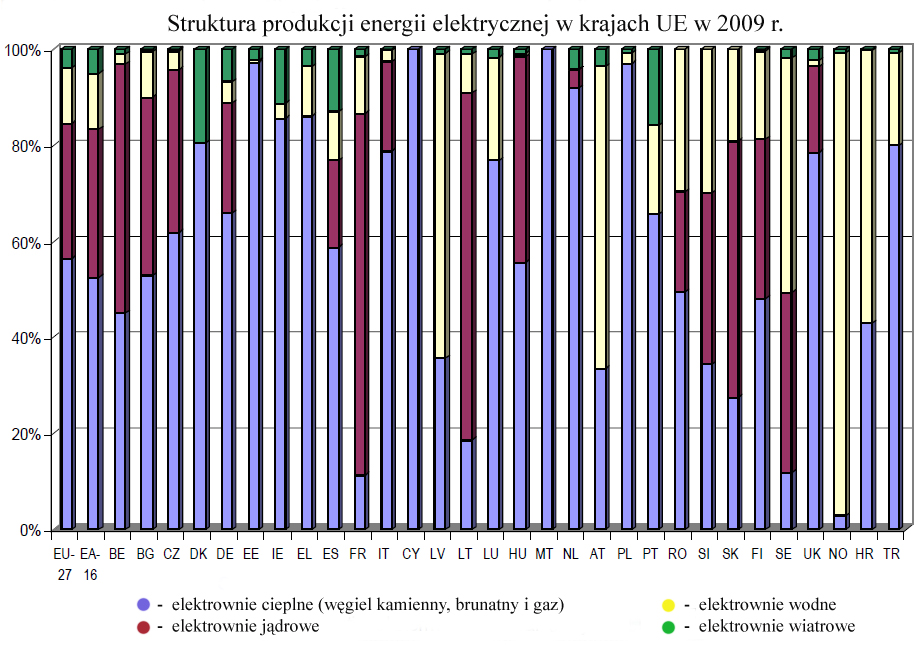 Struktura produkcji energii elektrycznej w krajach UE w 2009 r.
100%
80%
60%
40%
20%
0%
EU-27 EA-16 BE BG CZ DK DE EE IE EL ES FR IT CY LV LT LU HU MT NL AT PL PT RO SI SK FI SE UK NO HR TR
- elektrownie cieplne (węgiel kamienny, brunatny i gaz)
- elektrownie jądrowe
- elektrownie wodne
- elektrownie wiatrowe